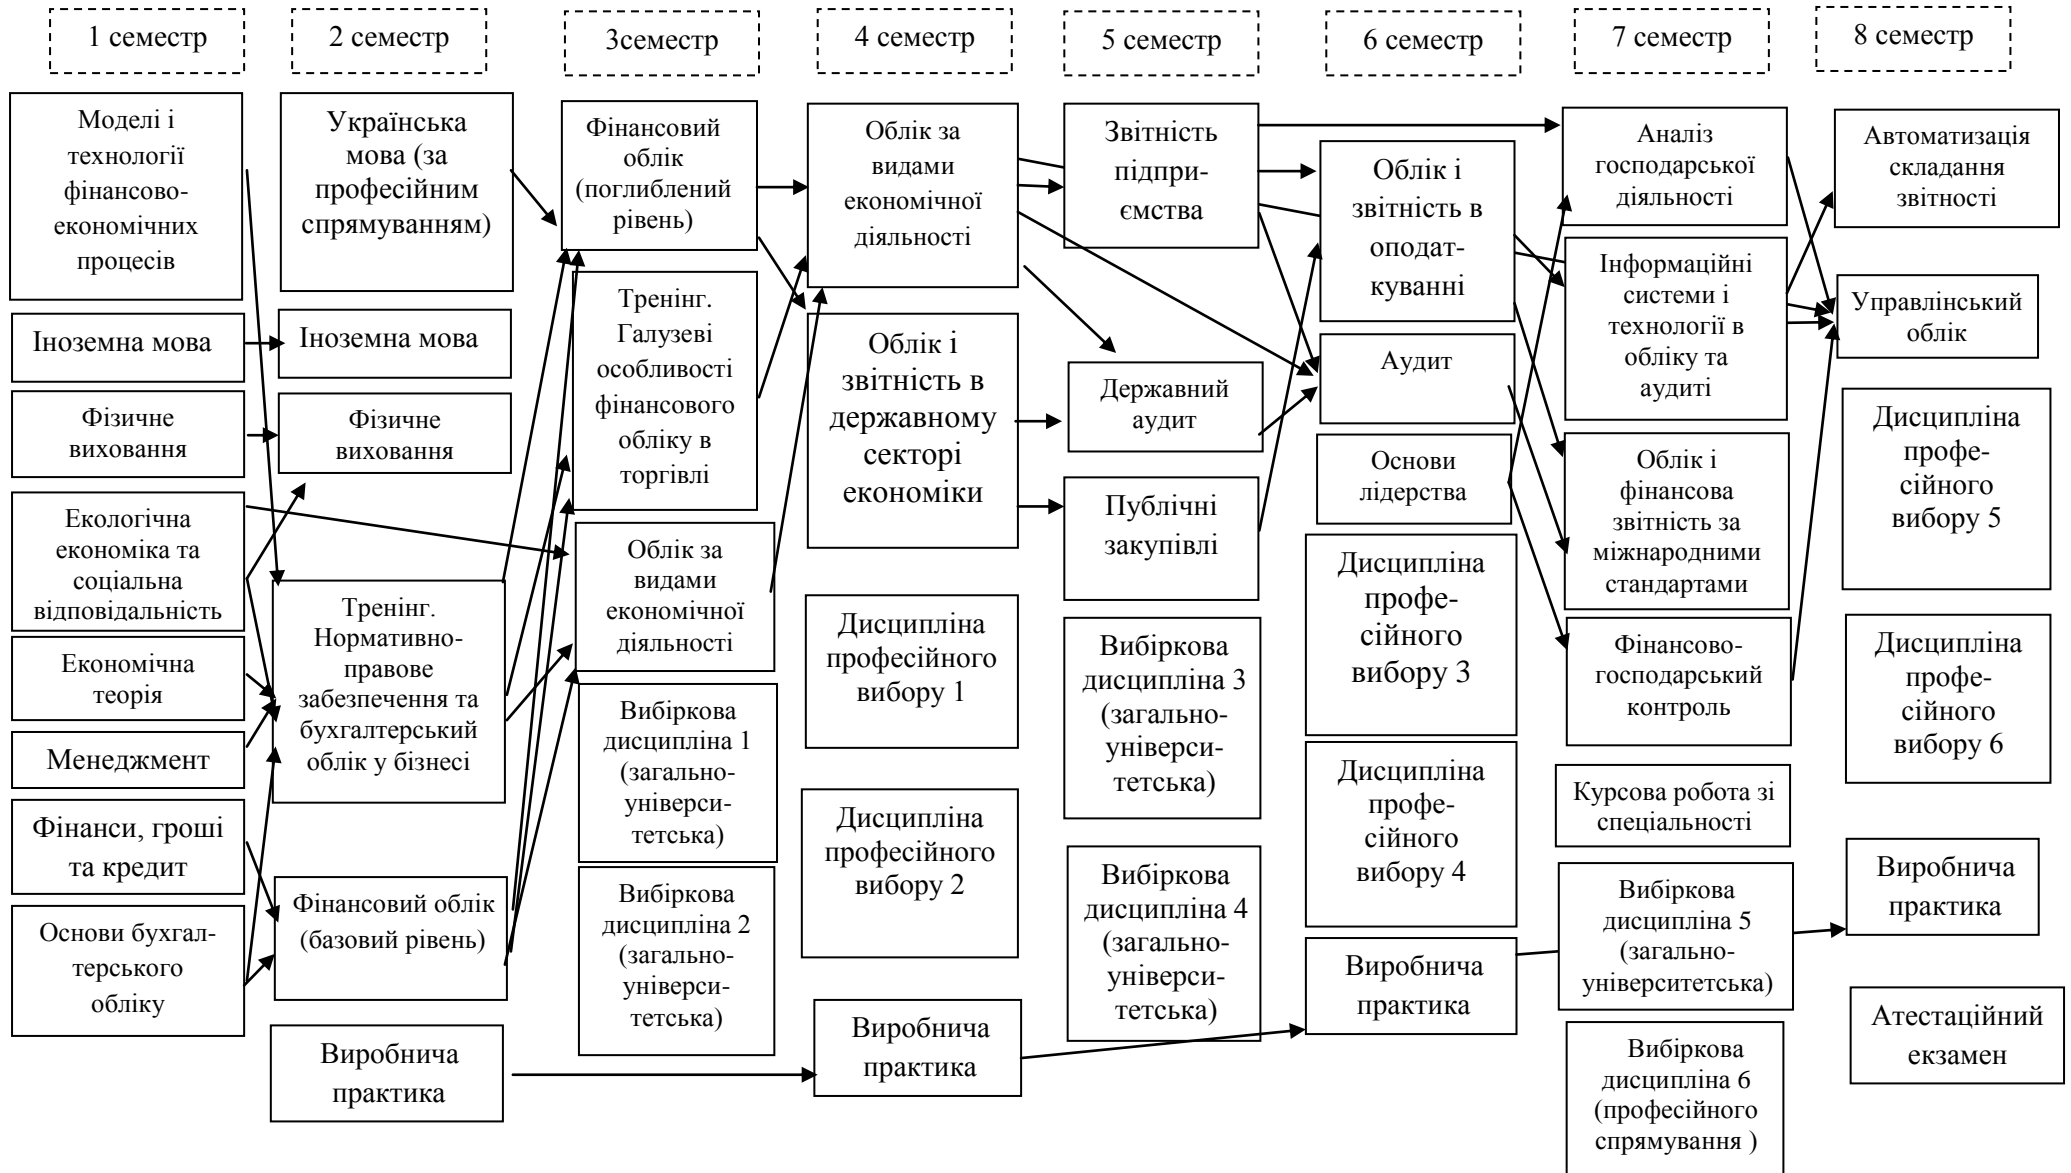 1 семестр
2 семестр
3семестр
4 семестр
5 семестр
6 семестр
7 семестр
8 семестр
Моделі і
технології
фінансово-
економічних
процесів
Іноземна мова
Фізичне
виховання
Екологічна
економіка та
соціальна
відповідальність
Економічна
теорія
Менеджмент
Фінанси, гроші
та кредит
Основи бухгал-
терського
обліку
Українська
мова (за
професійним
спрямуванням)
Іноземна мова
Фізичне
виховання
Тренінг.
Нормативно-
правове
забезпечення та
бухгалтерський
облік у бізнесі
Фінансовий облік
(базовий рівень)
Виробнича
практика
Фінансовий
облік
(поглиблений
рівень)
Тренінг.
Галузеві
особливості
фінансового
обліку в
торгівлі
Облік за
видами
економічної
діяльності
Вибіркова
дисципліна 1
(загально-
універси-
тетська)
Вибіркова
дисципліна 2
(загально-
універси-
тетська)
Облік за
видами
економічної
діяльності
Облік і
звітність в
державному
секторі
економіки
Дисципліна
професійного
вибору 1
Дисципліна
професійного
вибору 2
Виробнича
практика
Звітність
підпри-
ємства
Державний
аудит
Публічні
закупівлі
Вибіркова
дисципліна 3
(загально-
універси-
тетська)
Вибіркова
дисципліна 4
(загально-
універси-
тетська)
Облік і
звітність в
оподат-
куванні
Аудит
Основи
лідерства
Дисципліна
профе-
сійного
вибору 3
Дисципліна
профе-
сійного
вибору 4
Виробнича
практика
Аналіз
господарської
діяльності
Інформаційні
системи і
технології в
обліку та
аудиті
Облік і
фінансова
звітність за
міжнародними
стандартами
Фінансово-
господарський
контроль
Курсова робота зі
спеціальності
Вибіркова
дисципліна 5
(загально-
університетська)
Вибіркова
дисципліна 6
(професійного
спрямування )
Автоматизація
складання
звітності
Управлінський
облік
Дисципліна
профе-
сійного
вибору 5
Дисципліна
профе-
сійного
вибору 6
Виробнича
практика
Атестаційний
екзамен